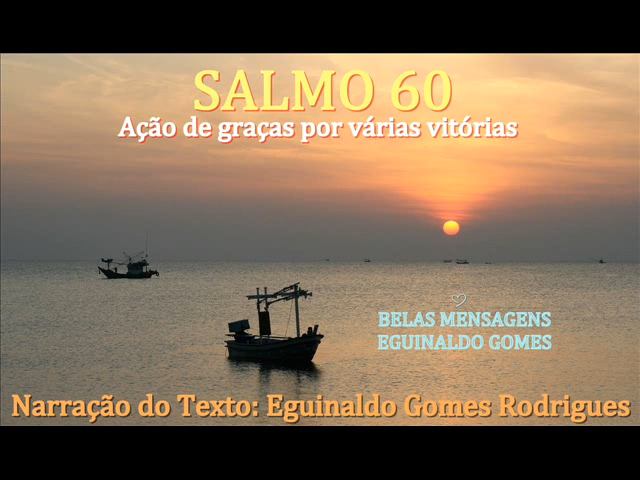 SALMO 60
Ação de graças por várias vitórias
BELAS MENSAGENS
EGUINALDO GOMES
Narração do Texto: Eguinaldo Gomes Rodrigues